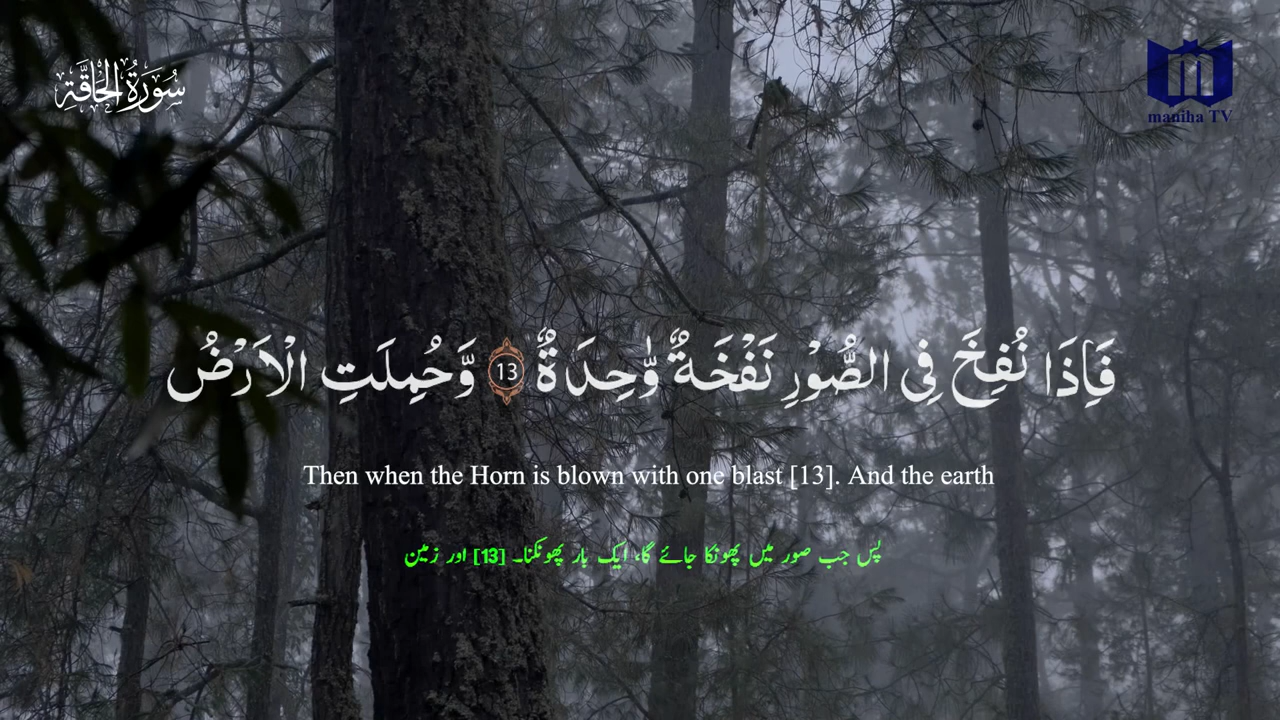 سُورَةُ الحَاقَّة
maniha TV
فَاِذَا نُفِخَ فِى الصُّوْرِ نَفْخَةٌ وَّاحِدَةٌ 13 وَّحُمِلَتِ الْاَرْضُ
Then when the Horn is blown with one blast [13]. And the earth
پس جب صور میں پھونکا جائے گا، ایک بار پھونکنا۔ [13] اور زمین